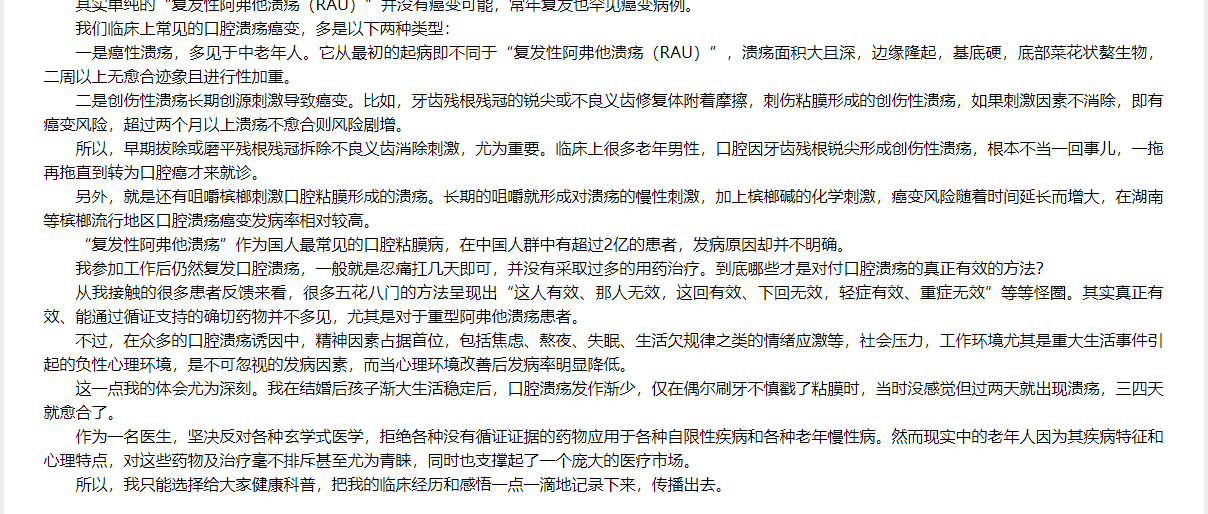 其实单纯的“复发性阿弗他溃疡（RAU）”并没有癌变可能，常年复发也罕见癌变病例。
我们临床上常见的口腔溃疡癌变，多是以下两种类型：
一是癌性溃疡，多见于中老年人。它从最初的起病即不同于“复发性阿弗他溃疡（RAU）“，溃疡面积大且深，边缘隆起，基底硬，底部菜花状螯生物，
二周以上无愈合迹象且进行性加重。
二是创伤性溃疡长期创源刺激导致癌变。比如，牙齿残根残冠的锐尖或不良义齿修复体附着摩擦，刺伤粘膜形成的创伤性溃疡，如果刺激因素不消除，即有
癌变风险，超过两个月以上溃疡不愈合则风险剧增。
所以，早期拔除或磨平残根残冠拆除不良义齿消除刺激，尤为重要。临床上很多老年男性，口腔因牙齿残根锐尖形成创伤性溃疡，根本不当一回事儿，一拖
再拖直到转为口腔癌才来就诊。
另外，就是还有咀嚼槟榔刺激口腔粘膜形成的溃疡。长期的咀嚼就形成对溃疡的慢性刺激，加上槟榔碱的化学刺激，癌变风险随着时间延长而增大，在湖南
等槟榔流行地区口腔溃疡癌变发病率相对较高。
“复发性阿弗他溃疡”作为国人最常见的口腔粘膜病，在中国人群中有超过2亿的患者，发病原因却并不明确。
我参加工作后仍然复发口腔溃疡，一般就是忍痛扛几天即可，并没有采取过多的用药治疗。到底哪些才是对付口腔溃疡的真正有效的方法？
从我接触的很多患者反馈来看，很多五花八门的方法呈现出“这人有效、那人无效，这回有效、下回无效，轻症有效、重症无效”等等怪圈。其实真正有
效、能通过循证支持的确切药物并不多见，尤其是对于重型阿弗他溃疡患者。
不过，在众多的口腔溃疡诱因中，精神因素占据首位，包括焦虑、熬夜、失眠、生活欠规律之类的情绪应激等，社会压力，工作环境尤其是重大生活事件引
起的负性心理环境，是不可忽视的发病因素，而当心理环境改善后发病率明显降低。
这一点我的体会尤为深刻。我在结婚后孩子渐大生活稳定后，口腔溃疡发作渐少，仅在偶尔刷牙不慎戳了粘膜时，当时没感觉但过两天就出现溃疡，三四天
就愈合了。
作为一名医生，坚决反对各种玄学式医学，拒绝各种没有循证证据的药物应用于各种自限性疾病和各种老年慢性病。然而现实中的老年人因为其疾病特征和
心理特点，对这些药物及治疗毫不排斥甚至尤为青睐，同时也支撑起了一个庞大的医疗市场。
所以，我只能选择给大家健康科普，把我的临床经历和感悟一点一滴地记录下来，传播出去。